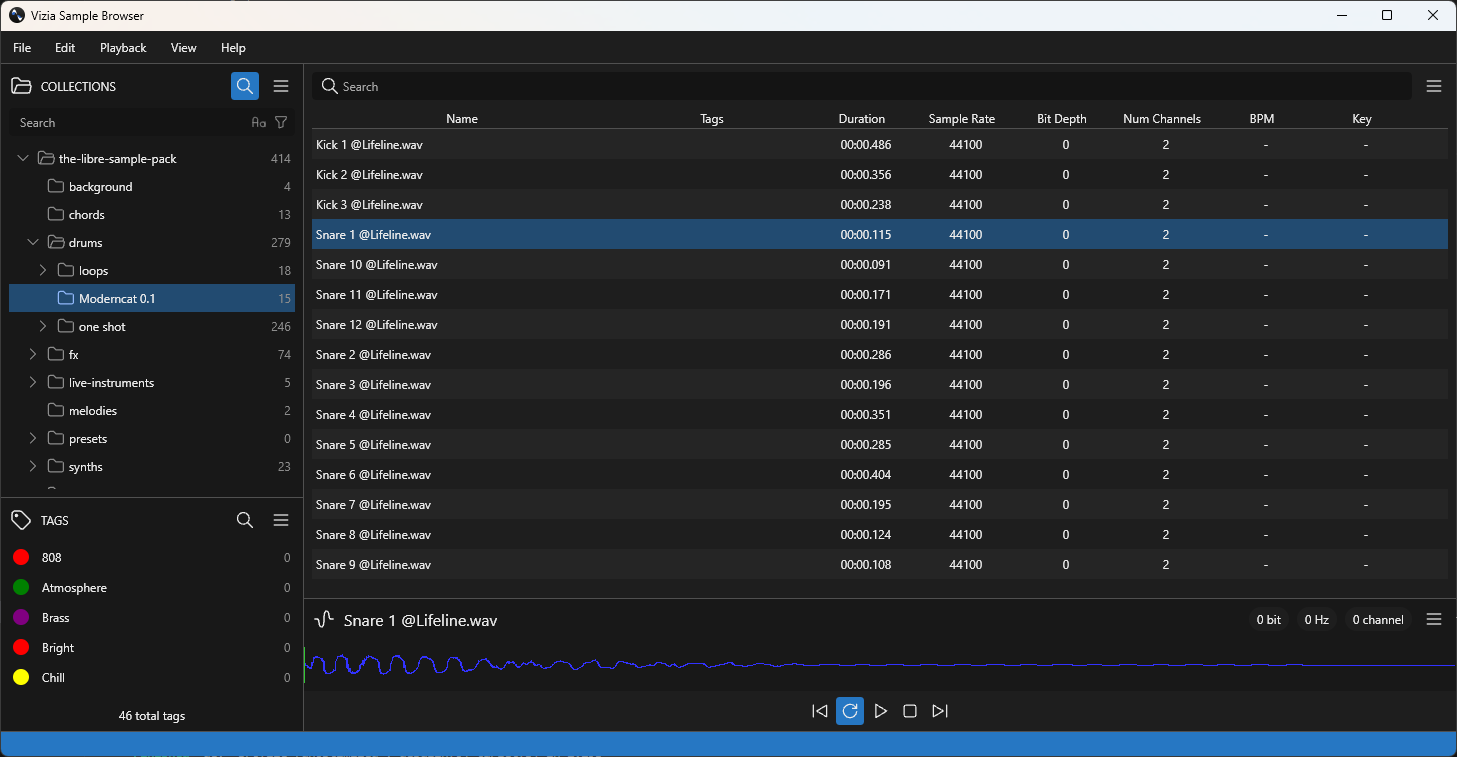 Vizia Sample Browser
File Edit Playback View Help
COLLECTIONS
Search Aa
the-libre-sample-pack 414
background 4
chords 13
drums 279
loops 18
Moderncat 0.1 15
one shot 246
fx 74
live-instruments 5
melodies 2
presets 0
synths 23
TAGS
808 0
Atmosphere 0
Brass 0
Bright 0
Chill 0
46 total tags
Search
Name Tags Duration Sample Rate Bit Depth Num Channels BPM Key
Kick 1 @Lifeline.wav 00:00.486 44100 0 2 - -
Kick 2 @Lifeline.wav 00:00.356 44100 0 2 - -
Kick 3 @Lifeline.wav 00:00.238 44100 0 2 - -
Snare 1 @Lifeline.wav 00:00.115 44100 0 2 - -
Snare 10 @Lifeline.wav 00:00.091 44100 0 2 - -
Snare 11 @Lifeline.wav 00:00.171 44100 0 2 - -
Snare 12 @Lifeline.wav 00:00.191 44100 0 2 - -
Snare 2 @Lifeline.wav 00:00.286 44100 0 2 - -
Snare 3 @Lifeline.wav 00:00.196 44100 0 2 - -
Snare 4 @Lifeline.wav 00:00.351 44100 0 2 - -
Snare 5 @Lifeline.wav 00:00.285 44100 0 2 - -
Snare 6 @Lifeline.wav 00:00.404 44100 0 2 - -
Snare 7 @Lifeline.wav 00:00.195 44100 0 2 - -
Snare 8 @Lifeline.wav 00:00.124 44100 0 2 - -
Snare 9 @Lifeline.wav 00:00.108 44100 0 2 - -
Snare 1 @Lifeline.wav 0 bit 0 Hz 0 channel